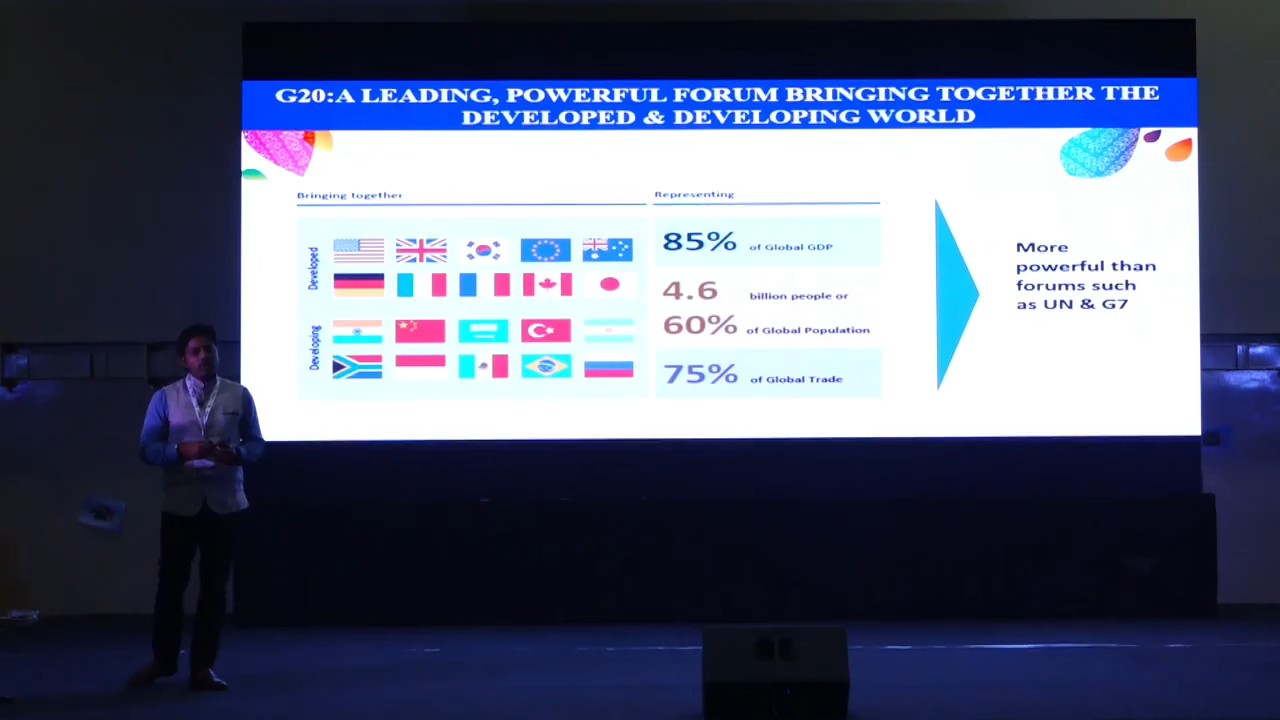 G20:A LEADING, POWERFUL FORUM BRINGING TOGETHER THE
DEVELOPED & DEVELOPING WORLD
Bringing together
Developed
Developing
Representing
85% of Global GDP
4.6 billion people or
60% of Global Population
75% of Global Trade
More
powerful than
forums such
as UN & G7